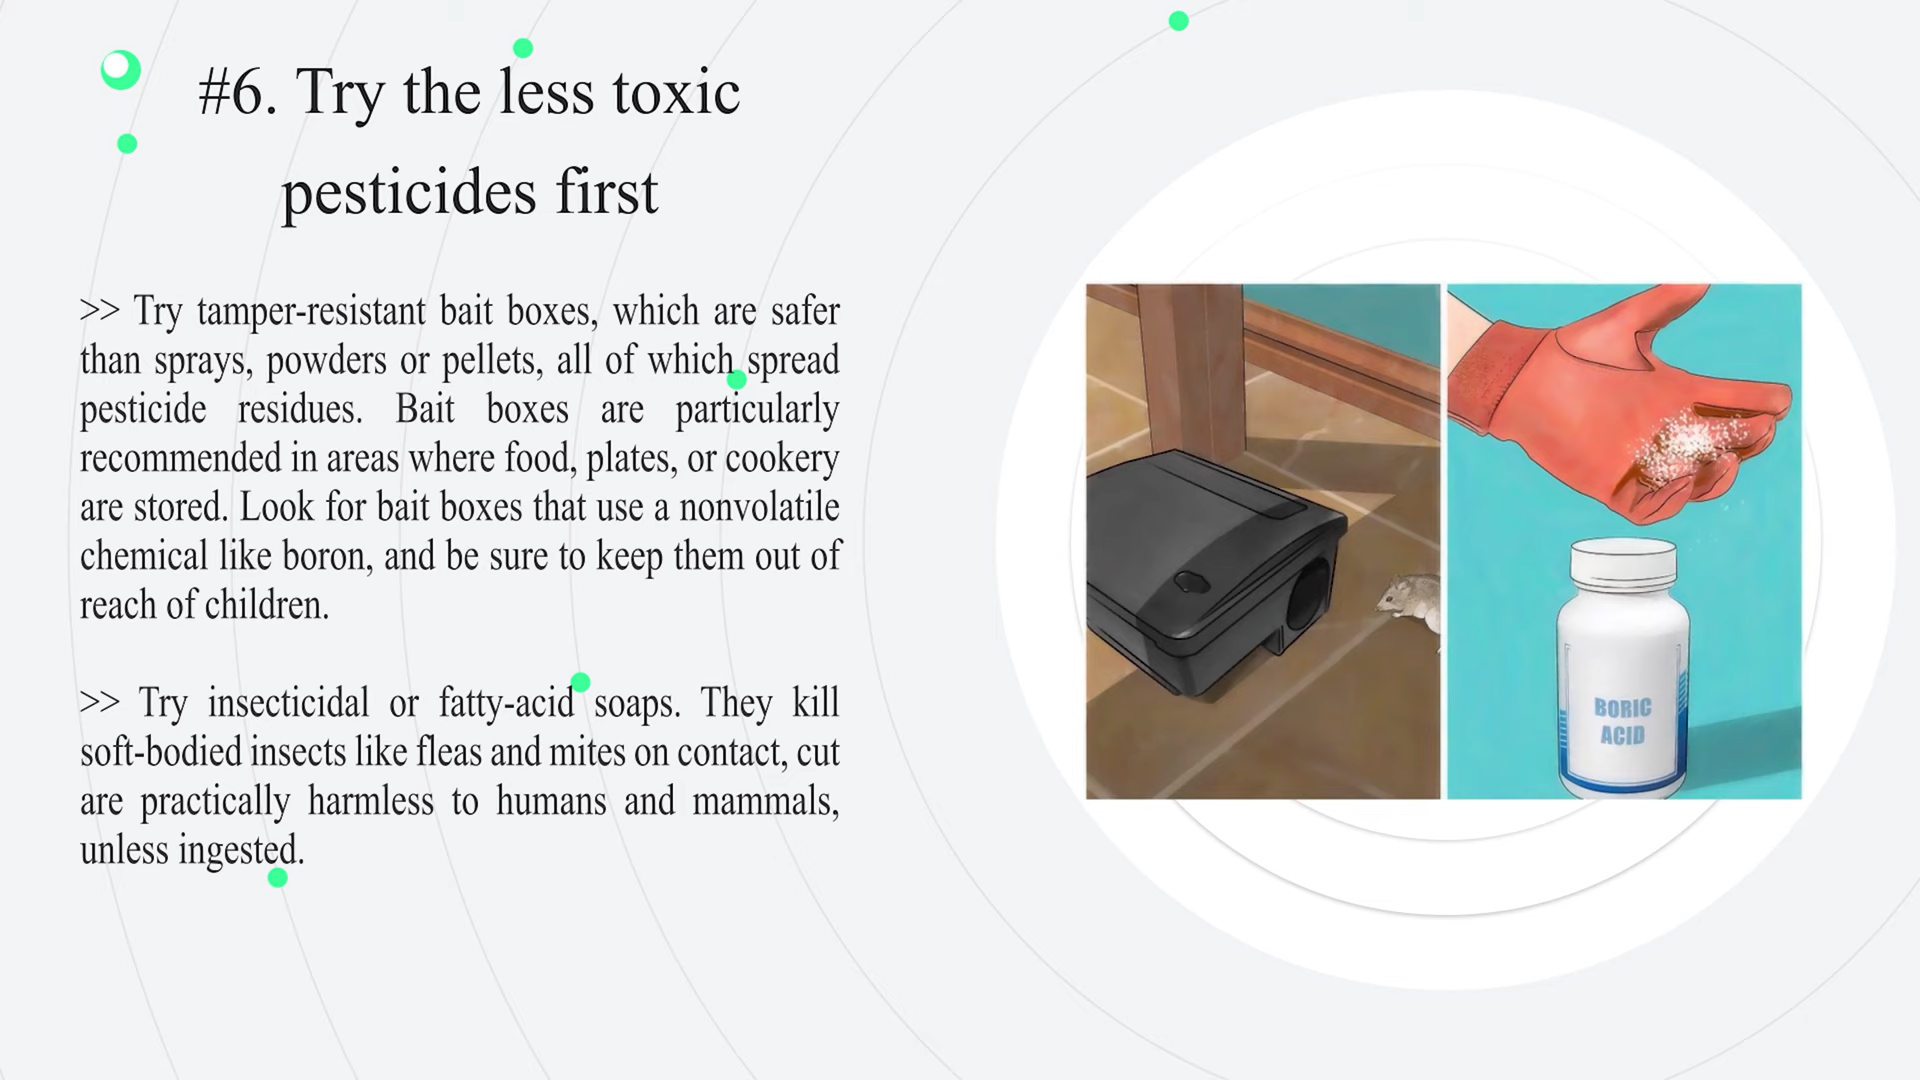 #6. Try the less toxic
pesticides first
>> Try tamper-resistant bait boxes, which are safer
than sprays, powders or pellets, all of which spread
pesticide residues. Bait boxes are particularly
recommended in areas where food, plates, or cookery
are stored. Look for bait boxes that use a nonvolatile
chemical like boron, and be sure to keep them out of
reach of children.
>> Try insecticidal or fatty-acid soaps. They kill
soft-bodied insects like fleas and mites on contact, cut
are practically harmless to humans and mammals,
unless ingested.
BORIC
ACID